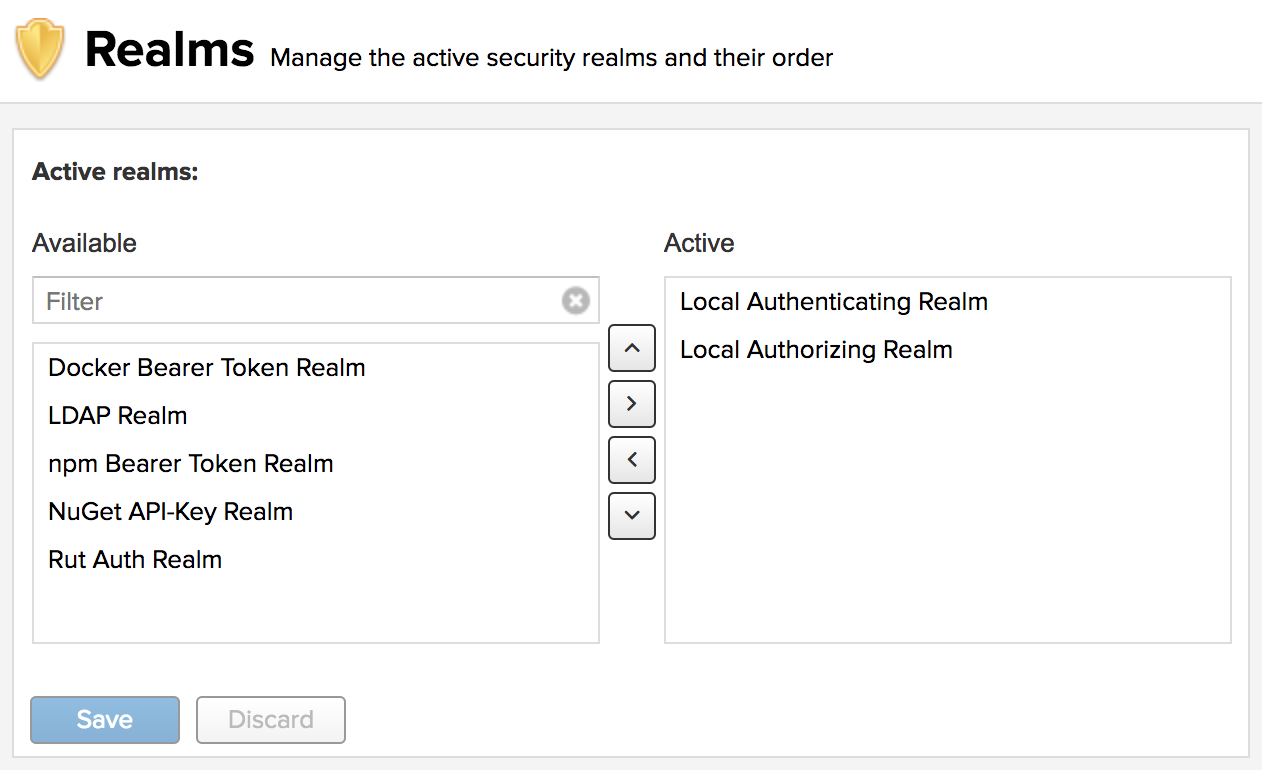 Realms Manage the active security realms and their order
Active realms:
Available
Filter
Docker Bearer Token Realm
LDAP Realm
npm Bearer Token Realm
NuGet API-Key Realm
Rut Auth Realm
Active
Local Authenticating Realm
Local Authorizing Realm
Save
Discard